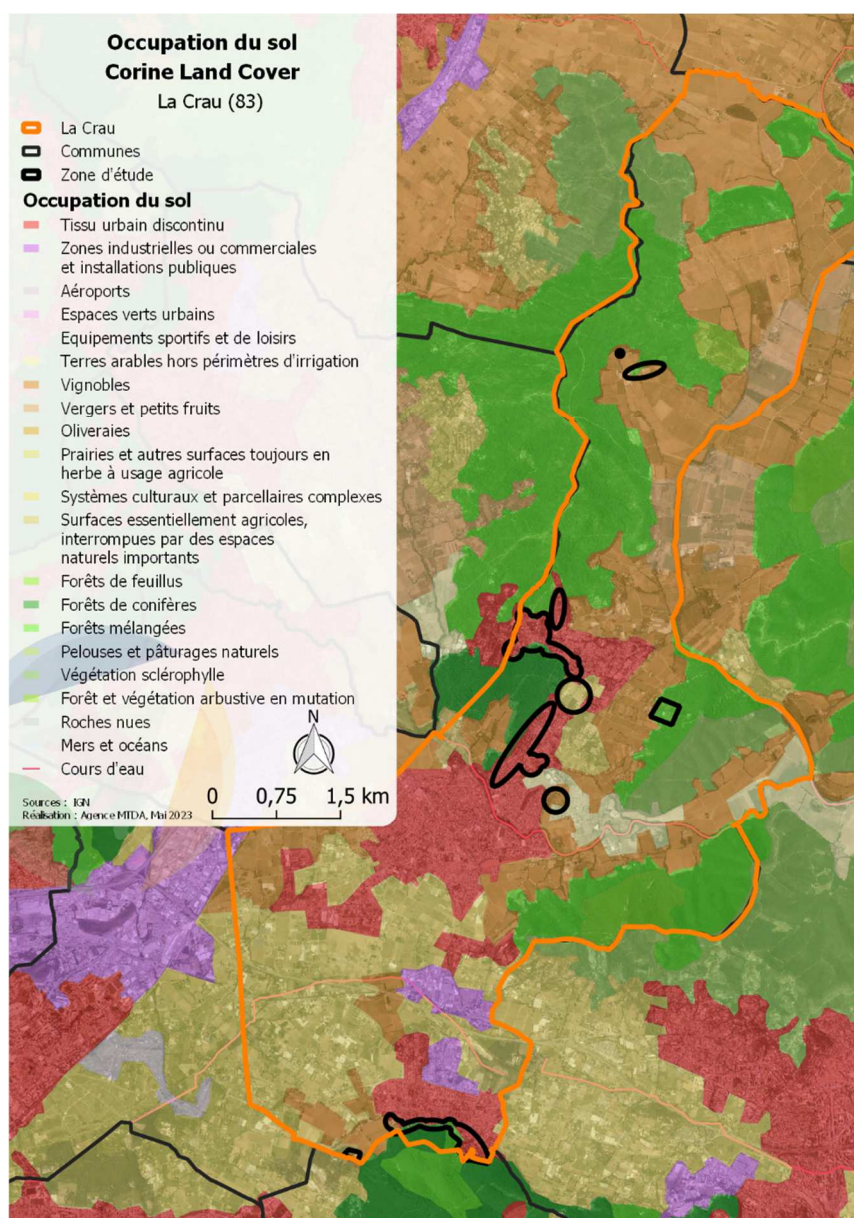 Occupation du sol
Corine Land Cover
La Crau (83)
La Crau
Communes
Zone d'étude
Occupation du sol
Tissu urbain discontinu
Zones industrielles ou commerciales
et installations publiques
Aéroports
Espaces verts urbains
Equipements sportifs et de loisirs
Terres arables hors périmètres d'irrigation
Vignobles
Vergers et petits fruits
Oliveraies
Prairies et autres surfaces toujours en
herbe à usage agricole
Systèmes culturaux et parcellaires complexes
Surfaces essentiellement agricoles,
interrompues par des espaces
naturels importants
Forêts de feuillus
Forêts de conifères
Forêts mélangées
Pelouses et pâturages naturels
Végétation sclérophylle
Forêt et végétation arbustive en mutation
Roches nues
Mers et océans
Cours d'eau
N
0 0,75 1,5 km
Sources : IGN
Réalisation : Agence MTDA, Mai 2023